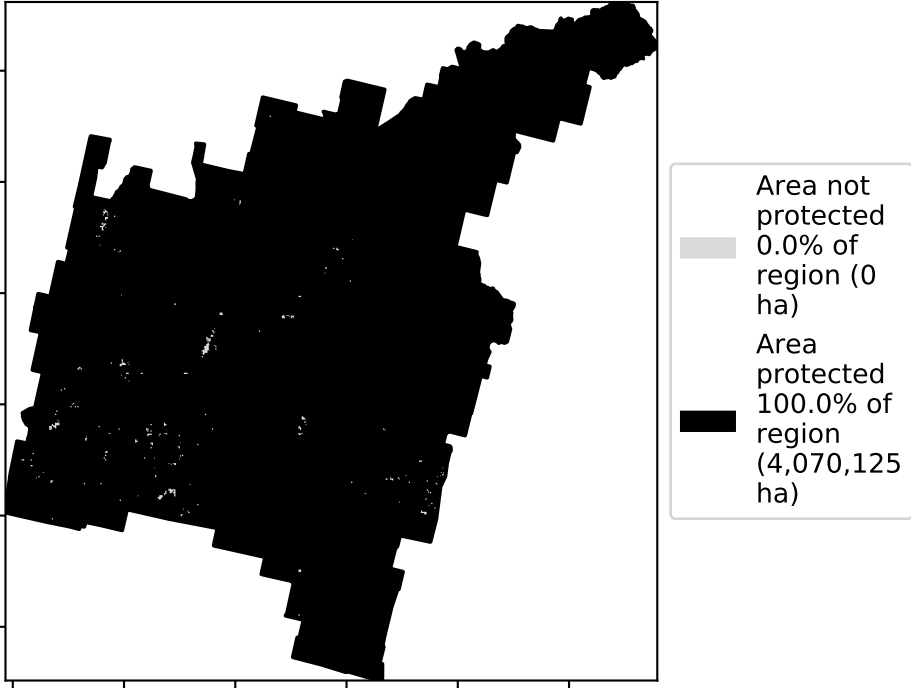 Area not
protected
0.0% of
region (0
ha)
Area
protected
100.0% of
region
(4,070,125
ha)